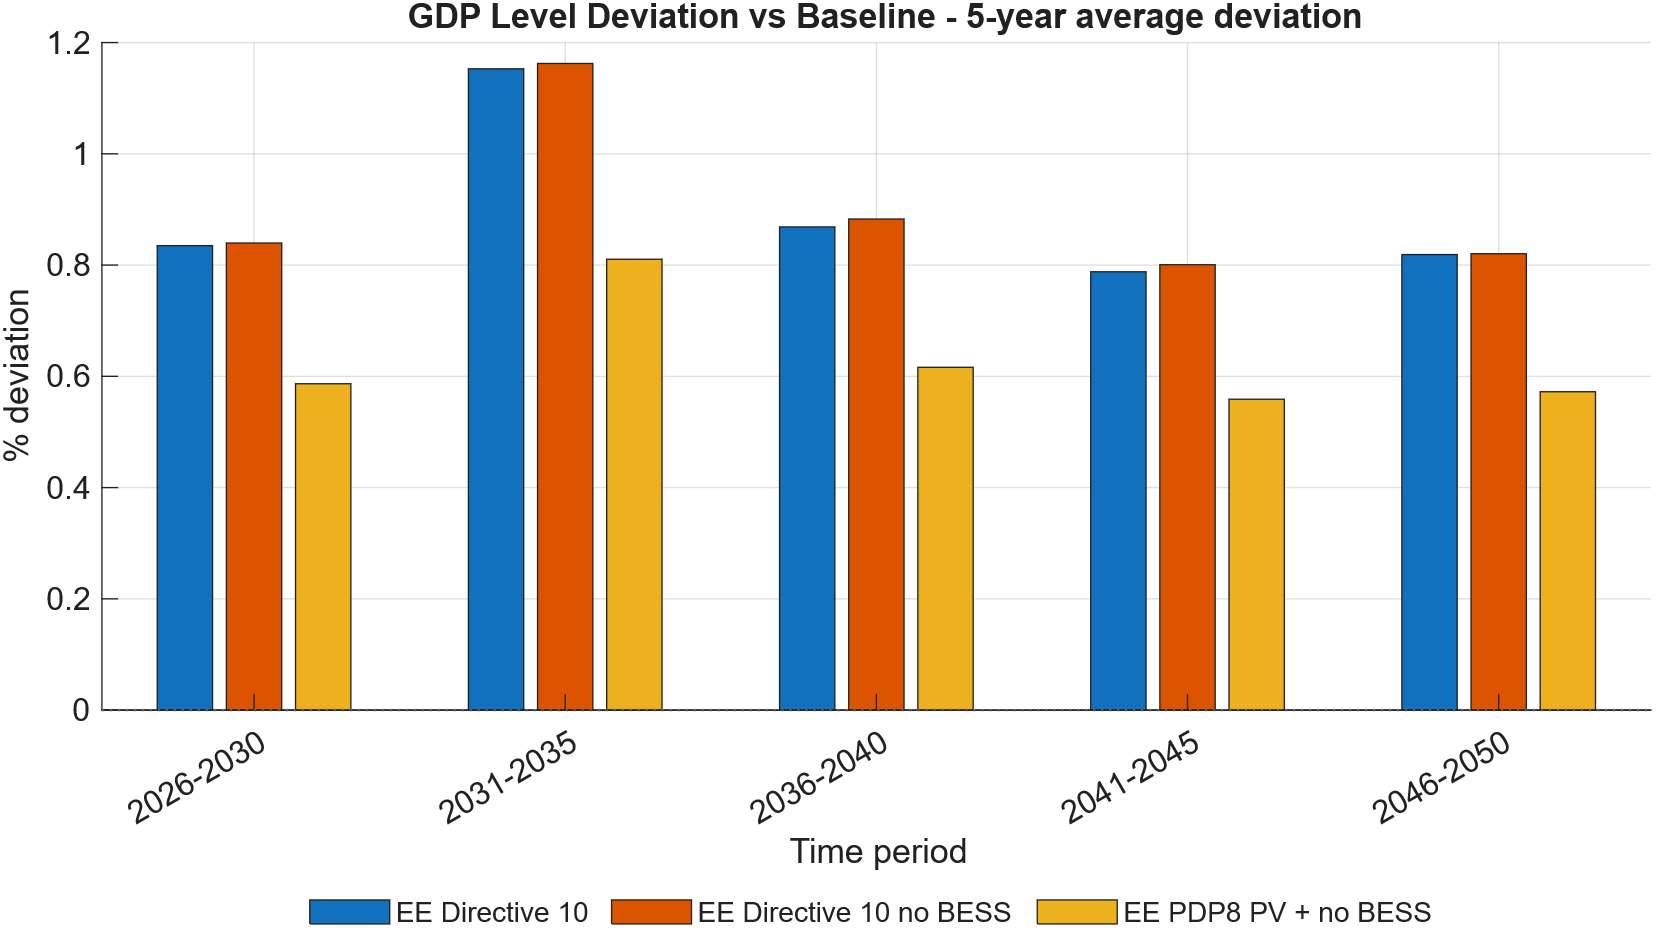 GDP Level Deviation vs Baseline - 5-year average deviation
1.2
1
0.8
0.6
0.4
0.2
0
% deviation
2026-2030
2031-2035
2036-2040
2041-2045
2046-2050
Time period
EE Directive 10
EE Directive 10 no BESS
EE PDP8 PV + no BESS